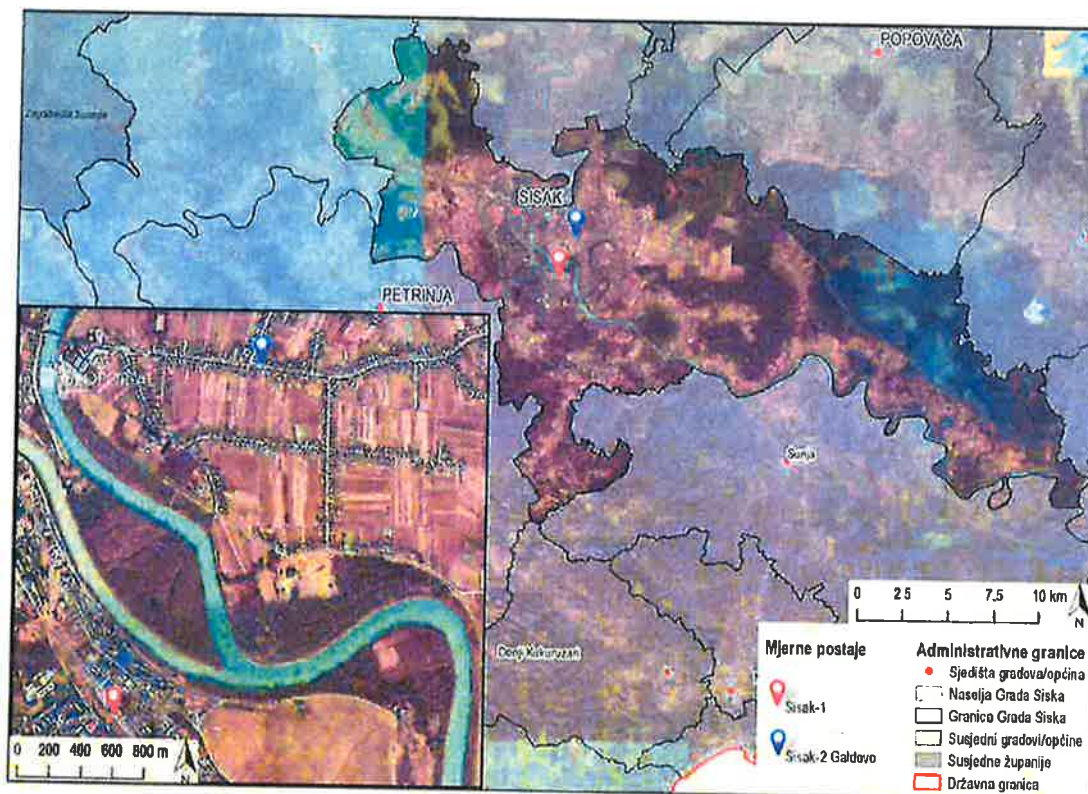 POPOVAČA
Zagrebačka županija
SISAK
PETRINJA
Sunja
Donji Kukuruzari
0 200 400 600 800 m
N
0 2.5 5 7.5 10 km
N
Mjerne postaje
Sisak-1
Sisak-2 Galdovo
Administrativne granice
Sjedišta gradova/općina
Naselja Grada Siska
Granice Grada Siska
Susjedni gradovi/općine
Susjedne županije
Državna granica